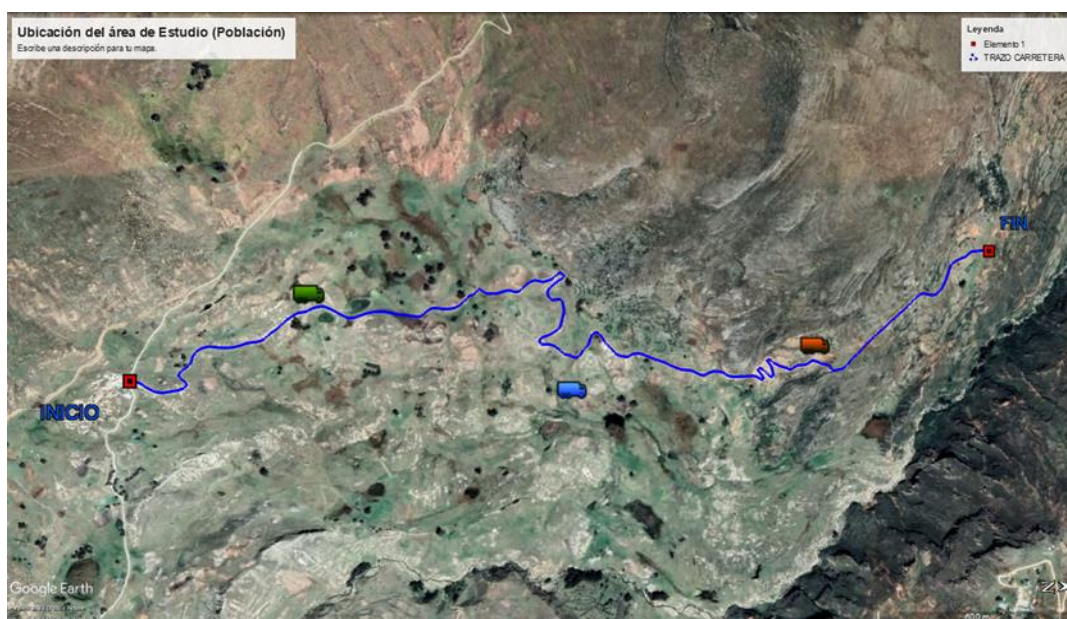 Ubicación del área de Estudio (Población)
Escribe una descripción para tu mapa.
Leyenda
Elemento 1
TRAZO CARRETERA
FIN
INICIO
Google Earth
N